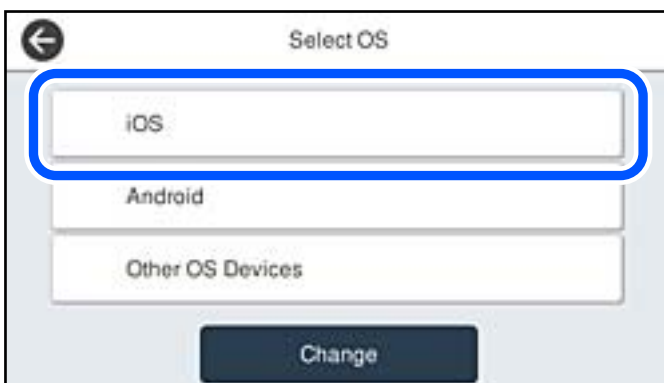 Select OS
iOS
Android
Other OS Devices
Change